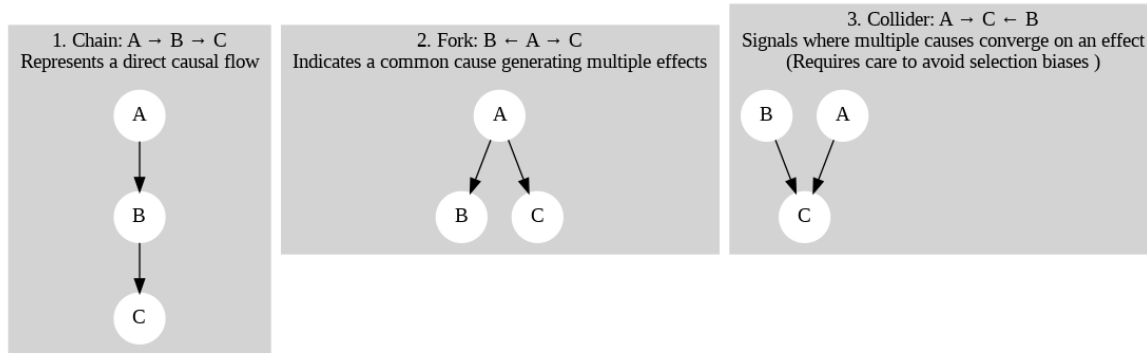 1. Chain: A → B → C
Represents a direct causal flow
A
B
C
2. Fork: B ← A → C
Indicates a common cause generating multiple effects
A
B
C
3. Collider: A → C ← B
Signals where multiple causes converge on an effect
(Requires care to avoid selection biases )
B
A
C